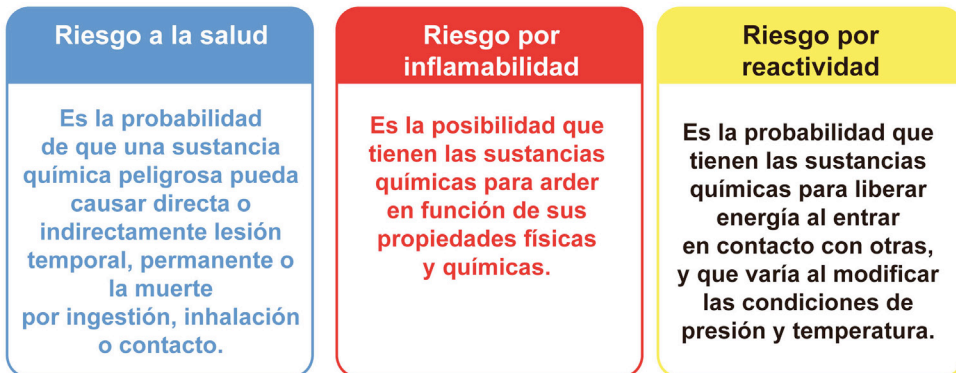 Riesgo a la salud
Es la probabilidad
de que una sustancia
química peligrosa pueda
causar directa o
indirectamente lesión
temporal, permanente o
la muerte
por ingestión, inhalación
o contacto.
Riesgo por
inflamabilidad
Es la posibilidad que
tienen las sustancias
químicas para arder
en función de sus
propiedades físicas
y químicas.
Riesgo por
reactividad
Es la probabilidad que
tienen las sustancias
químicas para liberar
energía al entrar
en contacto con otras,
y que varía al modificar
las condiciones de
presión y temperatura.